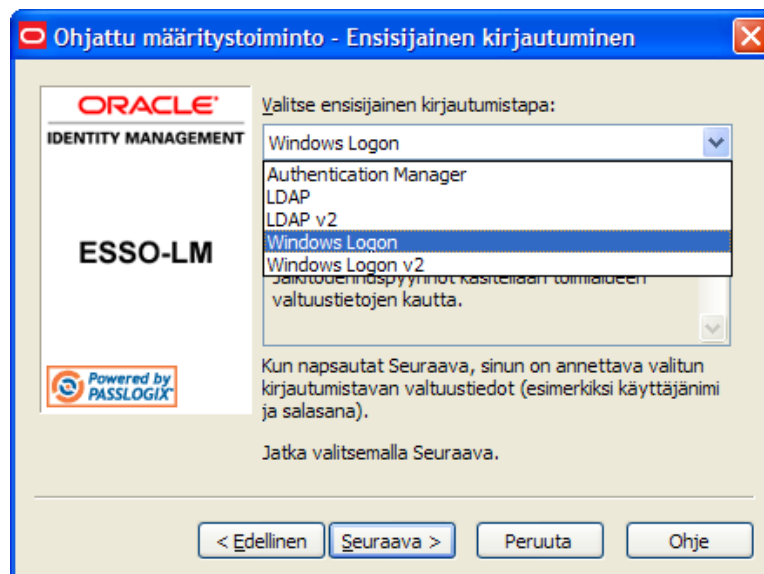 Ohjattu määritystoiminto - Ensisijainen kirjautuminen
ORACLE
IDENTITY MANAGEMENT
ESSO-LM
Powered by
PASSLOGIX
Valitse ensisijainen kirjautumistapa:
Windows Logon
Authentication Manager
LDAP
LDAP v2
Windows Logon
Windows Logon v2
toimialueen
valtuustietojen kautta.
Kun napsautat Seuraava, sinun on annettava valitun
kirjautumistavan valtuustiedot (esimerkiksi käyttäjänimi
ja salasana).
Jatka valitsemalla Seuraava.
< Edellinen
Seuraava >
Peruuta
Ohje